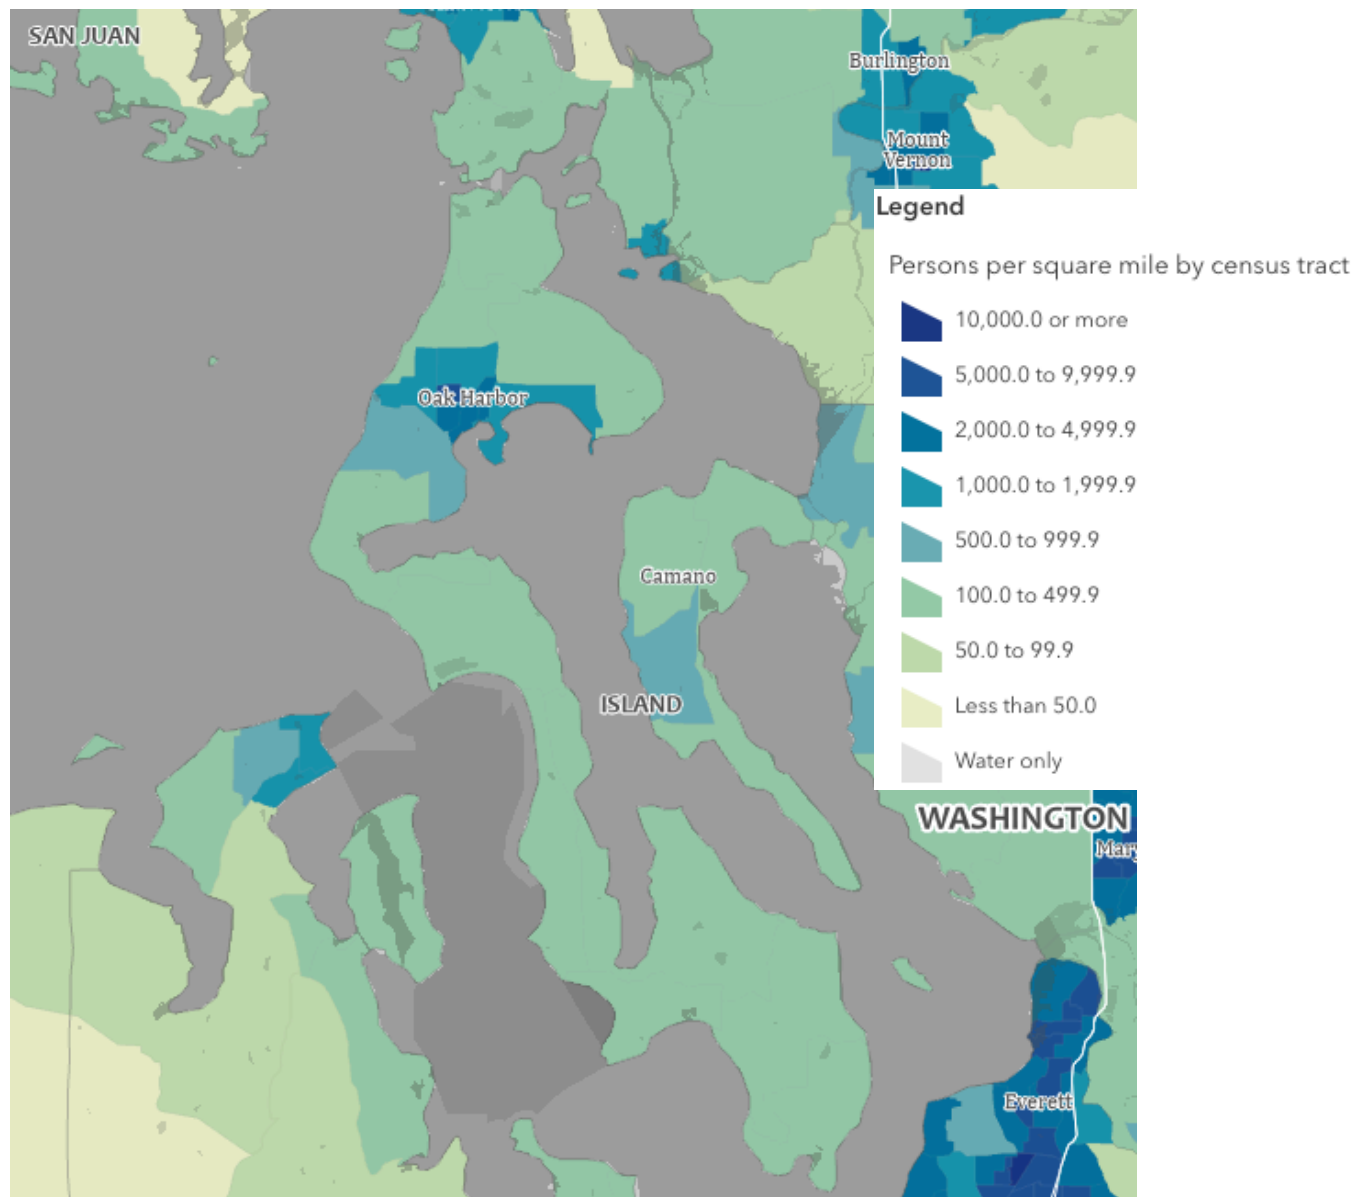 SAN JUAN
Burlington
Mount
Vernon
Legend
Persons per square mile by census tract
10,000.0 or more
5,000.0 to 9,999.9
2,000.0 to 4,999.9
1,000.0 to 1,999.9
500.0 to 999.9
100.0 to 499.9
50.0 to 99.9
Less than 50.0
Water only
Oak Harbor
Camano
ISLAND
WASHINGTON
Mary
Everett